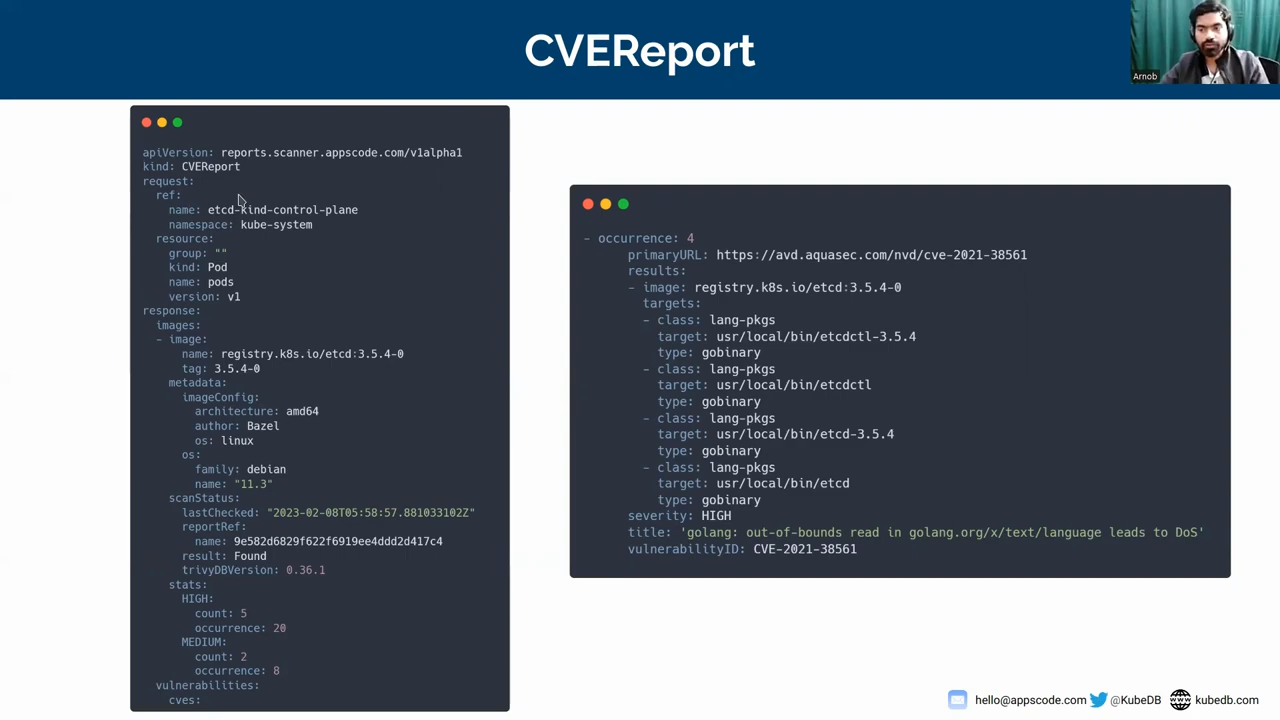 CVEReport
Arnob
apiVersion: reports.scanner.appscode.com/v1alpha1
kind: CVEReport
request:
  ref:
    name: etcd-kind-control-plane
    namespace: kube-system
  resource:
    group: ""
    kind: Pod
    name: pods
    version: v1
response:
  images:
  - image:
      name: registry.k8s.io/etcd:3.5.4-0
      tag: 3.5.4-0
    metadata:
      imageConfig:
        architecture: amd64
        author: Bazel
        os: linux
      os:
        family: debian
        name: "11.3"
    scanStatus:
      lastChecked: "2023-02-08T05:58:57.881033102Z"
      reportRef:
        name: 9e582d6829f622f6919ee4ddd2d417c4
      result: Found
      trivyDBVersion: 0.36.1
    stats:
      HIGH:
        count: 5
        occurrence: 20
      MEDIUM:
        count: 2
        occurrence: 8
  vulnerabilities:
    cves:
- occurrence: 4
      primaryURL: https://avd.aquasec.com/nvd/cve-2021-38561
      results:
      - image: registry.k8s.io/etcd:3.5.4-0
        targets:
        - class: lang-pkgs
          target: usr/local/bin/etcdctl-3.5.4
          type: gobinary
        - class: lang-pkgs
          target: usr/local/bin/etcdctl
          type: gobinary
        - class: lang-pkgs
          target: usr/local/bin/etcd-3.5.4
          type: gobinary
        - class: lang-pkgs
          target: usr/local/bin/etcd
          type: gobinary
      severity: HIGH
      title: 'golang: out-of-bounds read in golang.org/x/text/language leads to DoS'
      vulnerabilityID: CVE-2021-38561
hello@appscode.com @KubeDB kubedb.com